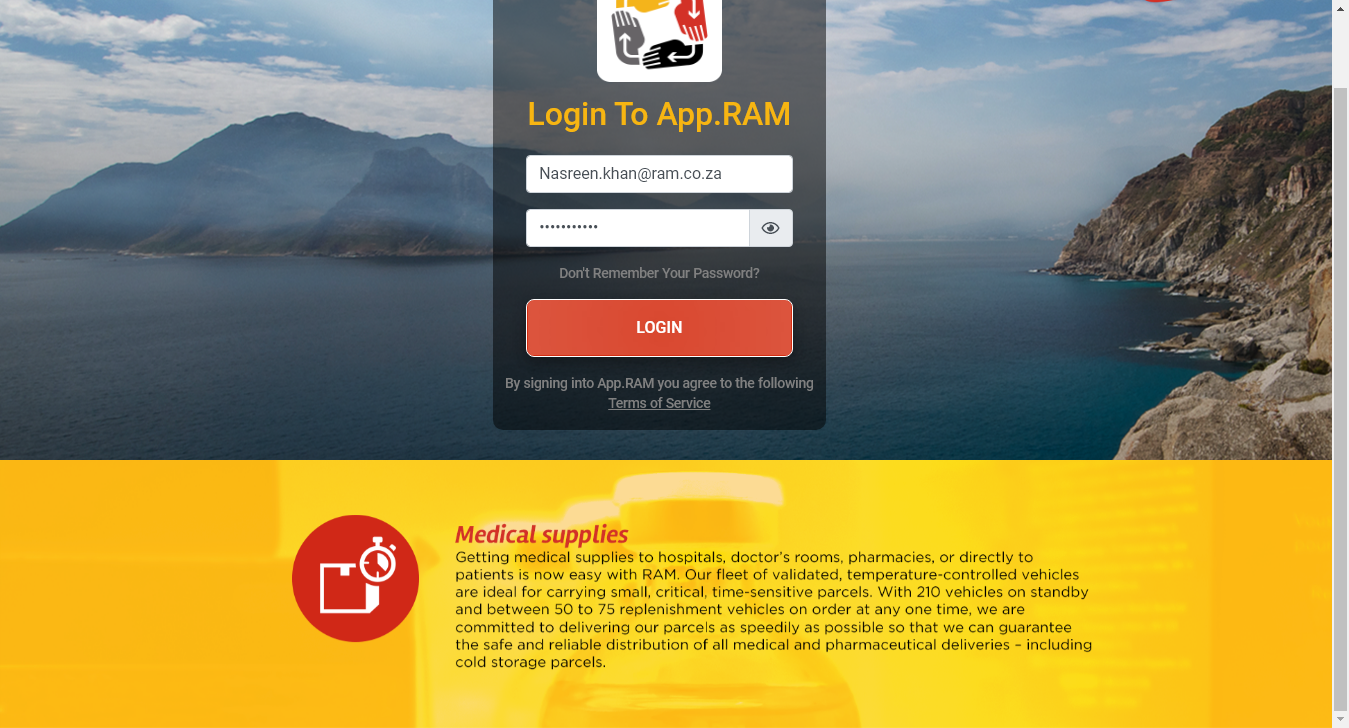 Login To App.RAM
Nasreen.khan@ram.co.za
•••••••••••
Don't Remember Your Password?
LOGIN
By signing into App.RAM you agree to the following
Terms of Service
Medical supplies
Getting medical supplies to hospitals, doctor’s rooms, pharmacies, or directly to
patients is now easy with RAM. Our fleet of validated, temperature-controlled vehicles
are ideal for carrying small, critical, time-sensitive parcels. With 210 vehicles on standby
and between 50 to 75 replenishment vehicles on order at any one time, we are
committed to delivering our parcels as speedily as possible so that we can guarantee
the safe and reliable distribution of all medical and pharmaceutical deliveries – including
cold storage parcels.